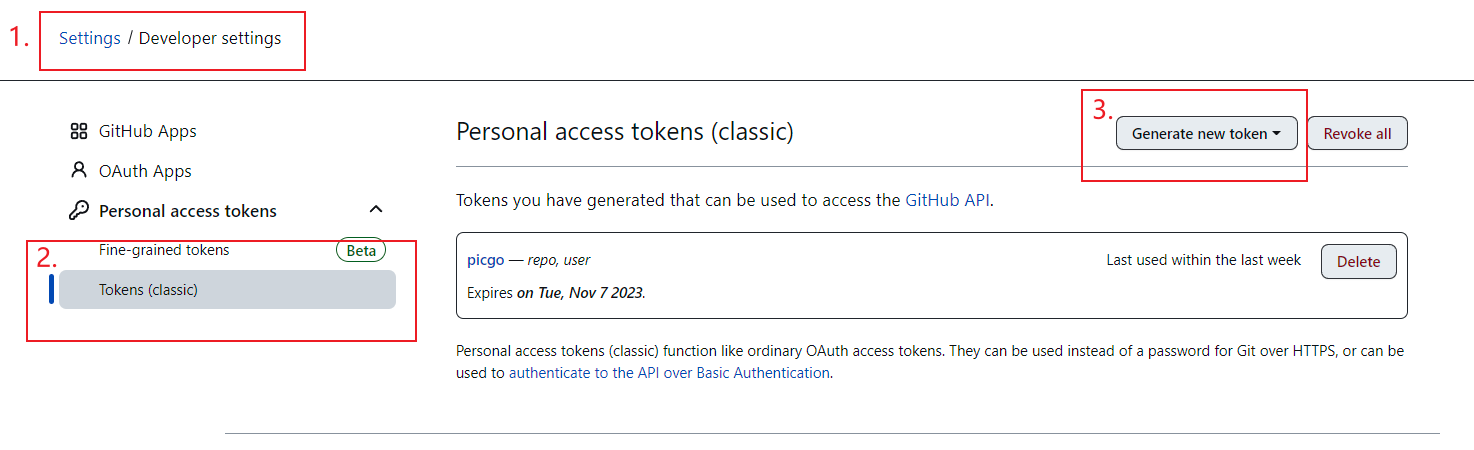 1. Settings / Developer settings
GitHub Apps
OAuth Apps
Personal access tokens
2. Fine-grained tokens Beta
Tokens (classic)
Personal access tokens (classic)
3. Generate new token
Revoke all
Tokens you have generated that can be used to access the GitHub API.
picgo — repo, user
Last used within the last week
Delete
Expires on Tue, Nov 7 2023.
Personal access tokens (classic) function like ordinary OAuth access tokens. They can be used instead of a password for Git over HTTPS, or can be
used to authenticate to the API over Basic Authentication.